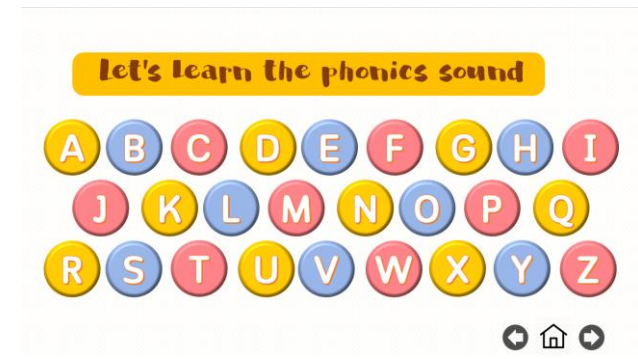 Let's learn the phonics sound
A B C D E F G H I
J K L M N O P Q
R S T U V W X Y Z